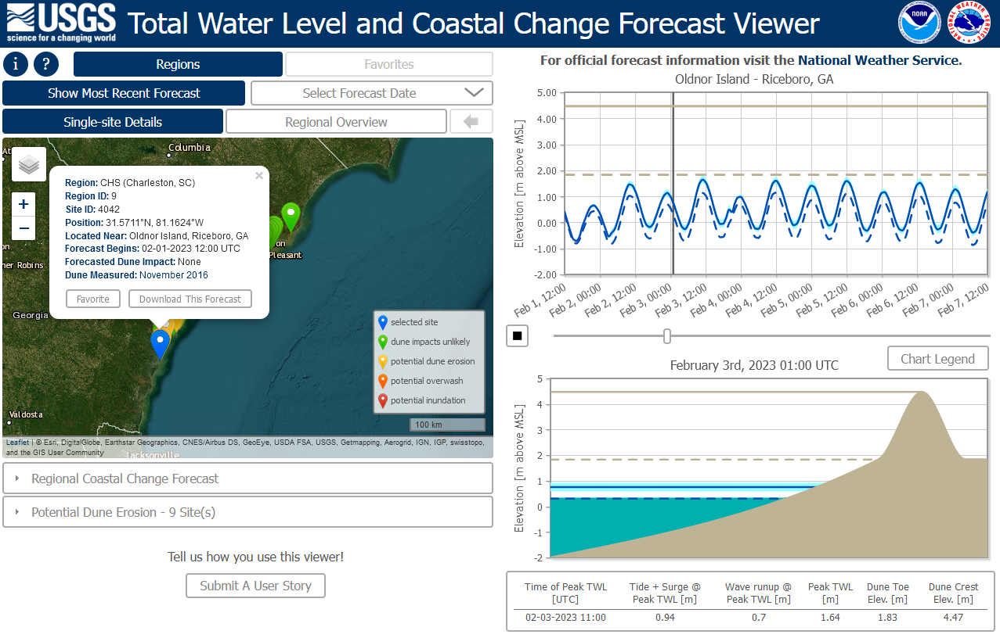 USGS
science for a changing world
Total Water Level and Coastal Change Forecast Viewer
NOAA
i
?
Regions
Favorites
Show Most Recent Forecast
Select Forecast Date
Single-site Details
Regional Overview
At
Columbia
×
Region: CHS (Charleston, SC)
Region ID: 9
Site ID: 4042
Position: 31.5711°N, 81.1624°W
Located Near: Oldnor Island, Riceboro, GA
Forecast Begins: 02-01-2023 12:00 UTC
Forecasted Dune Impact: None
Dune Measured: November 2016
Favorite
Download This Forecast
+
−
on
Pleasant
on
ner Robins
Georgia
Valdosta
Jacksonville
selected site
dune impacts unlikely
potential dune erosion
potential overwash
potential inundation
100 km
Leaflet | © Esri, DigitalGlobe, Earthstar Geographics, CNES/Airbus DS, GeoEye, USDA FSA, USGS, Getmapping, Aerogrid, IGN, IGP, swisstopo,
and the GIS User Community
Regional Coastal Change Forecast
Potential Dune Erosion - 9 Site(s)
Tell us how you use this viewer!
Submit A User Story
For official forecast information visit the National Weather Service.
Oldnor Island - Riceboro, GA
Elevation [m above MSL]
5.00
4.00
3.00
2.00
1.00
0.00
-1.00
-2.00
Feb 1, 12:00
Feb 2, 00:00
Feb 2, 12:00
Feb 3, 00:00
Feb 3, 12:00
Feb 4, 00:00
Feb 4, 12:00
Feb 5, 00:00
Feb 5, 12:00
Feb 6, 00:00
Feb 6, 12:00
Feb 7, 00:00
Feb 7, 12:00
February 3rd, 2023 01:00 UTC
Chart Legend
Elevation [m above MSL]
5
4
3
2
1
0
-1
-2
Time of Peak TWL [UTC]
Tide + Surge @ Peak TWL [m]
Wave runup @ Peak TWL [m]
Peak TWL [m]
Dune Toe Elev. [m]
Dune Crest Elev. [m]
02-03-2023 11:00 0.94 0.7 1.64 1.83 4.47